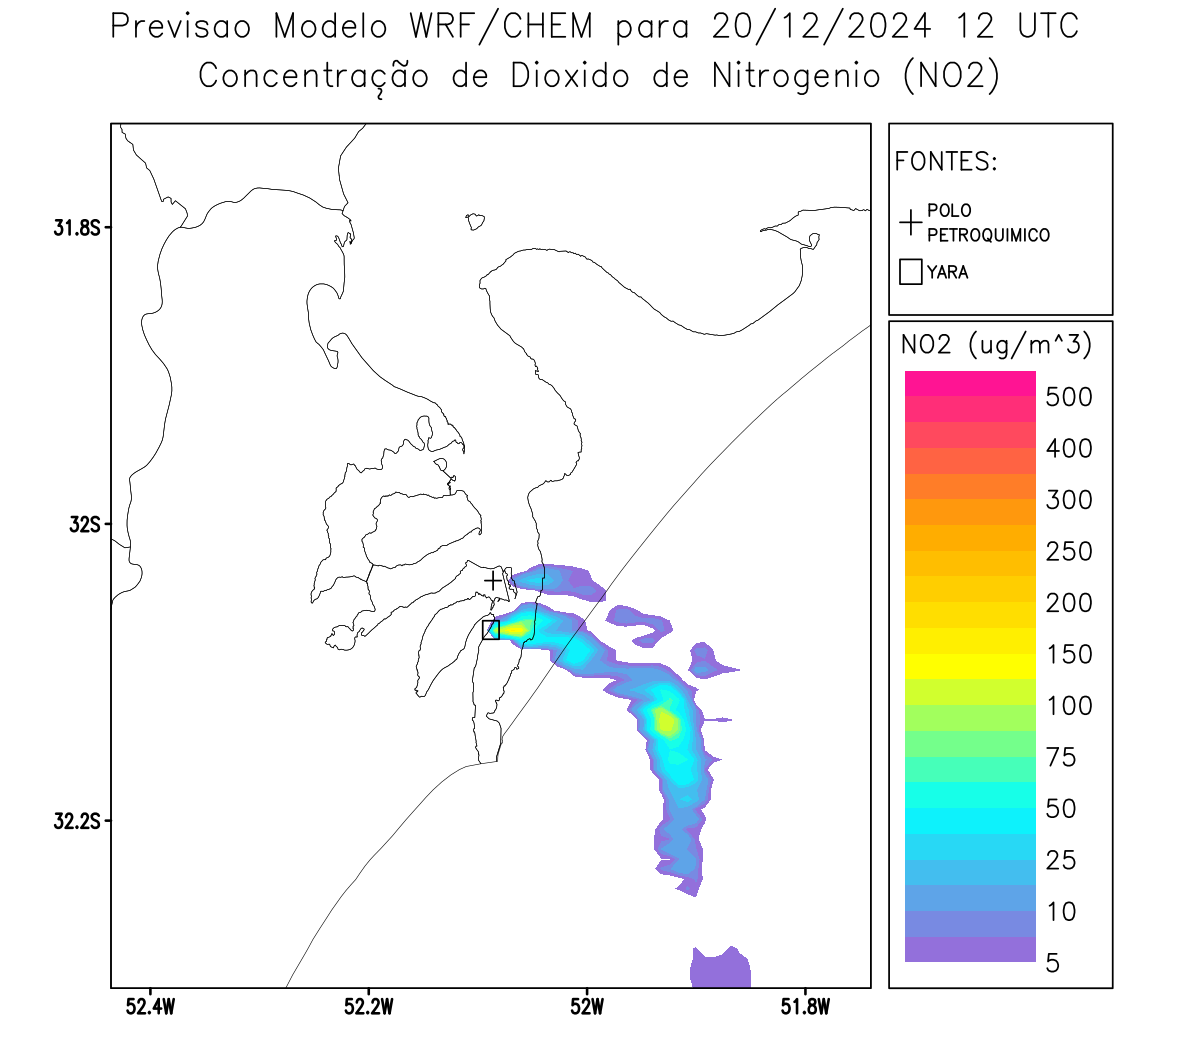 Previsao Modelo WRF/CHEM para 20/12/2024 12 UTC
Concentração de Dioxido de Nitrogenio (NO2)
FONTES:
POLO
PETROQUIMICO
YARA
NO2 (ug/m^3)
500
400
300
250
200
150
100
75
50
25
10
5
31.8S
32S
32.2S
52.4W
52.2W
52W
51.8W